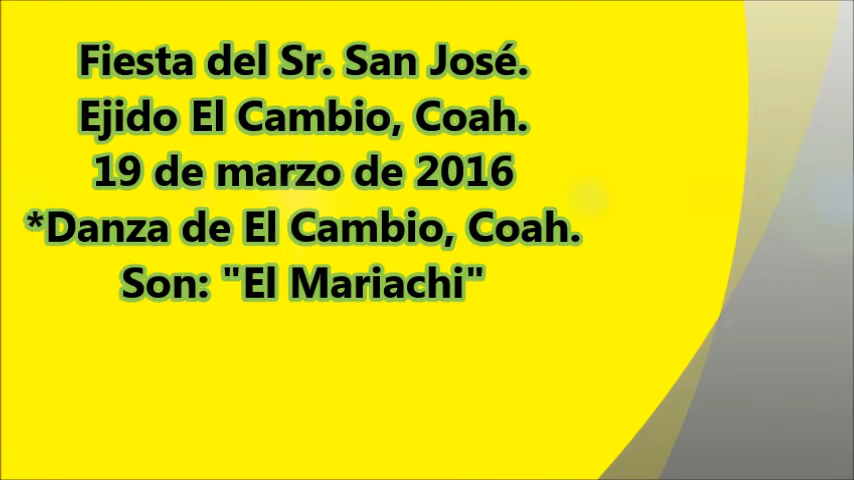 Fiesta del Sr. San José.
Ejido El Cambio, Coah.
19 de marzo de 2016
*Danza de El Cambio, Coah.
Son: "El Mariachi"